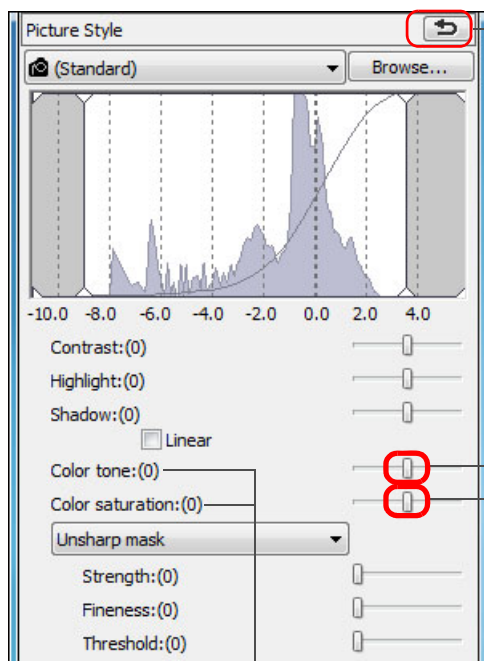 Picture Style
(Standard)
Browse...
-10.0 -8.0 -6.0 -4.0 -2.0 0.0 2.0 4.0
Contrast:(0)
Highlight:(0)
Shadow:(0)
Linear
Color tone:(0)
Color saturation:(0)
Unsharp mask
Strength:(0)
Fineness:(0)
Threshold:(0)